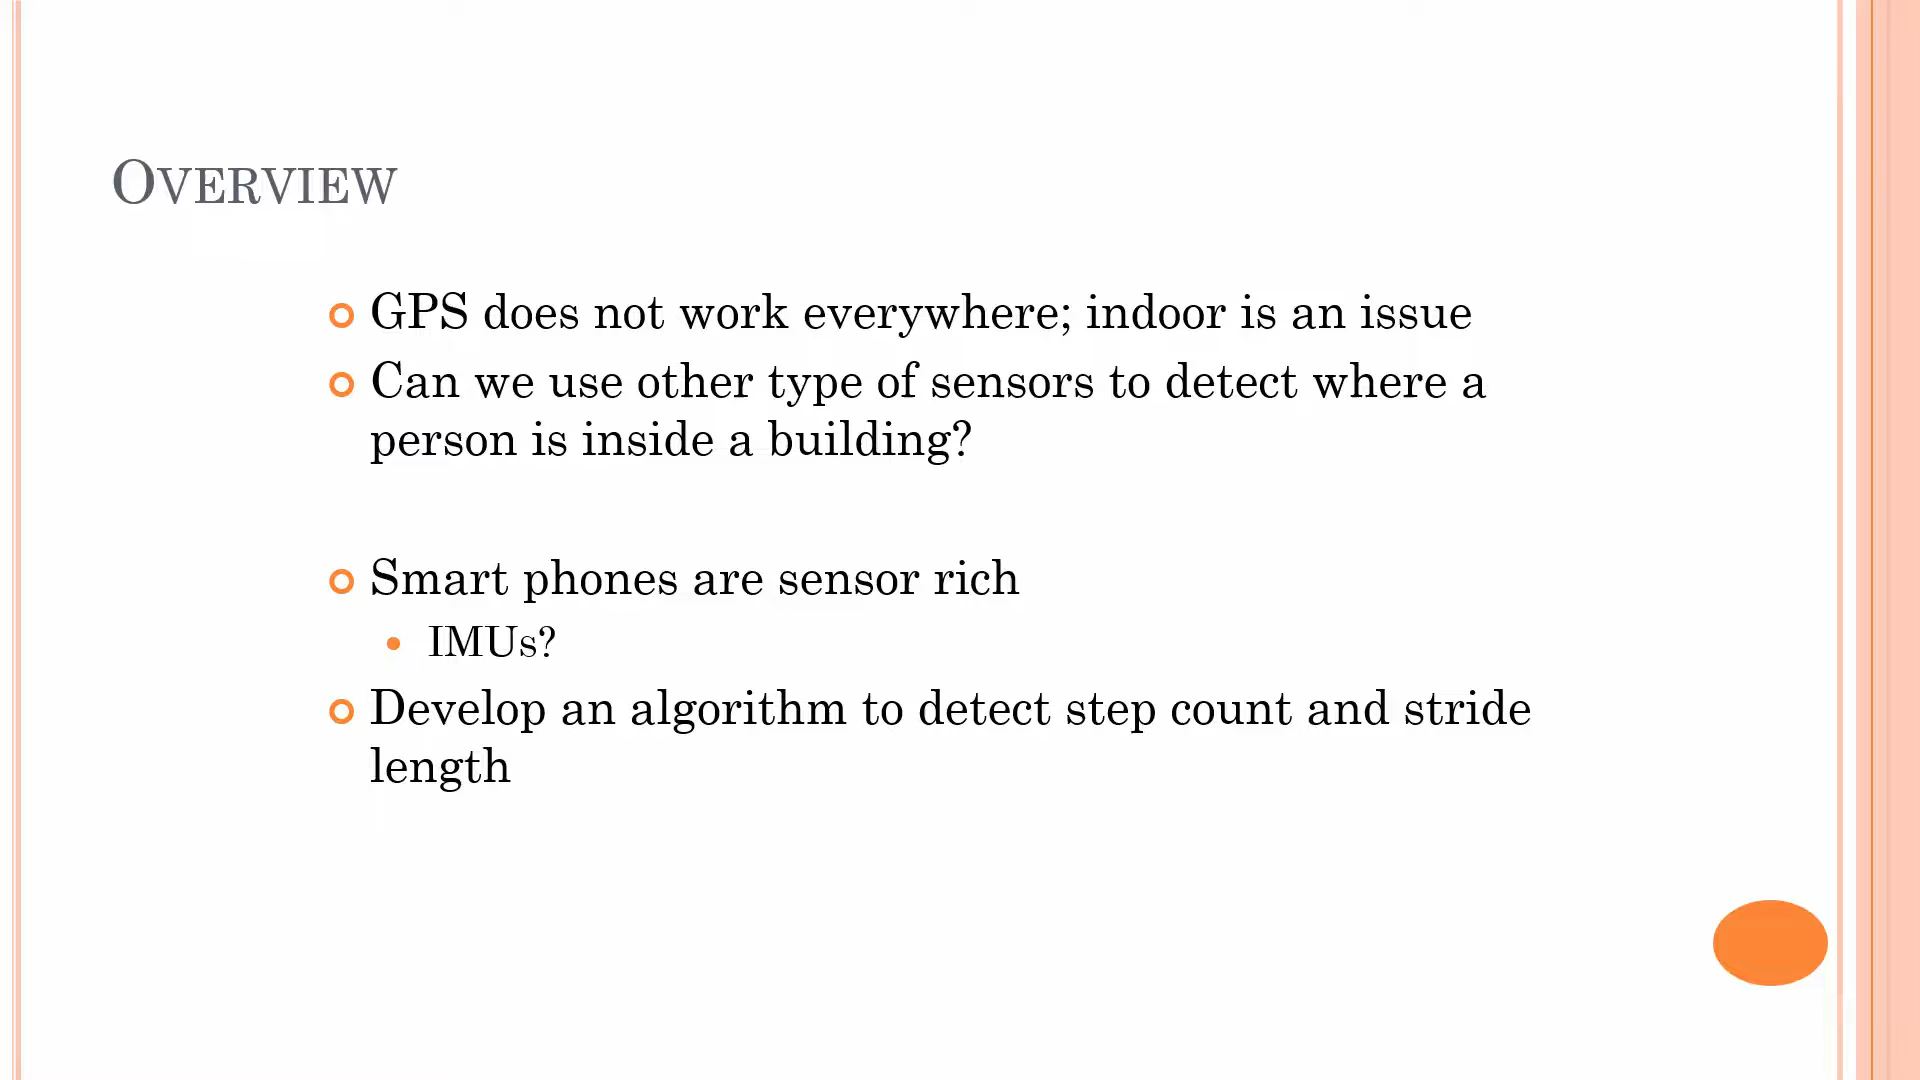 OVERVIEW
GPS does not work everywhere; indoor is an issue
Can we use other type of sensors to detect where a
person is inside a building?
Smart phones are sensor rich
IMUs?
Develop an algorithm to detect step count and stride
length